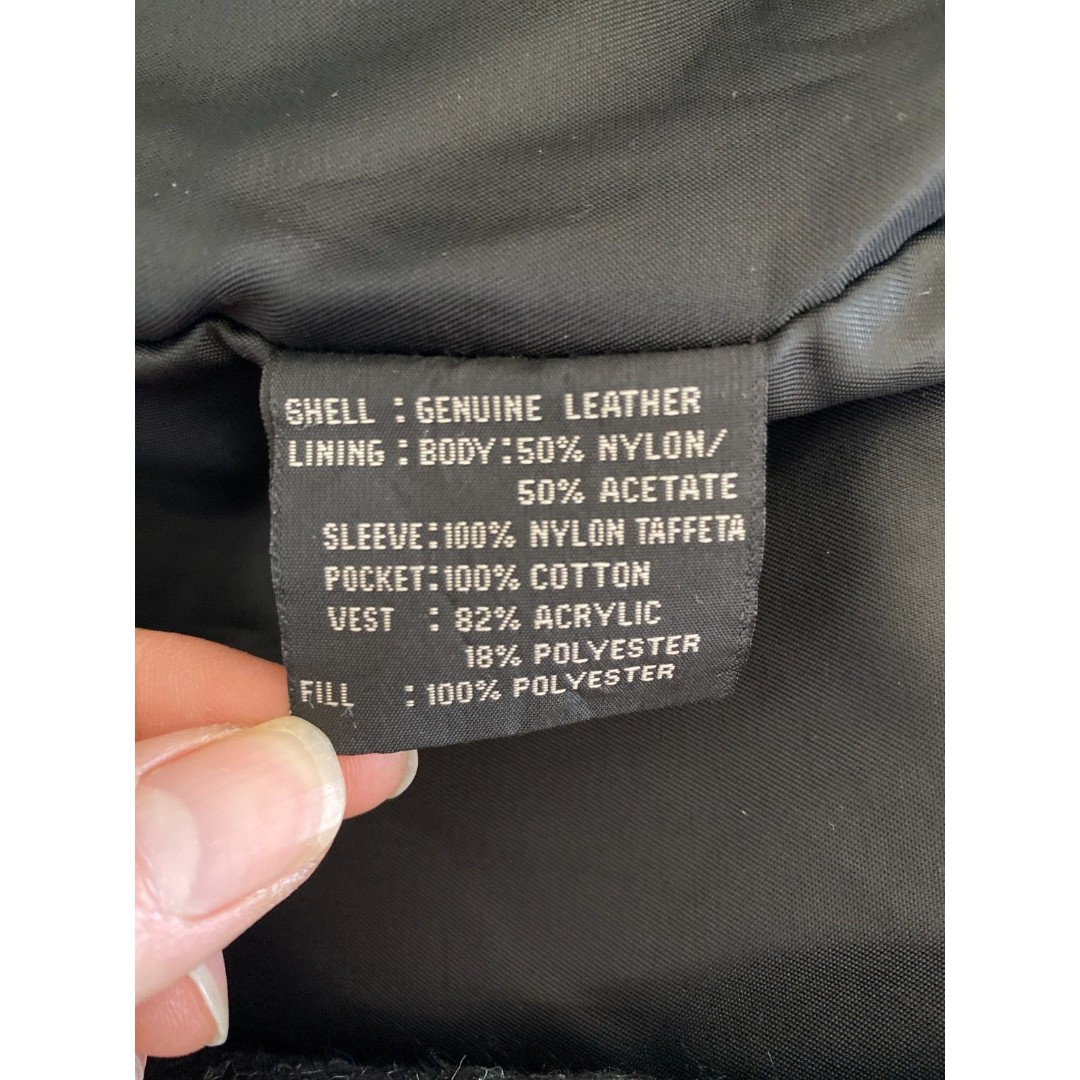 SHELL : GENUINE LEATHER
LINING : BODY:50% NYLON/
50% ACETATE
SLEEVE:100% NYLON TAFFETA
POCKET:100% COTTON
VEST : 82% ACRYLIC
18% POLYESTER
FILL : 100% POLYESTER